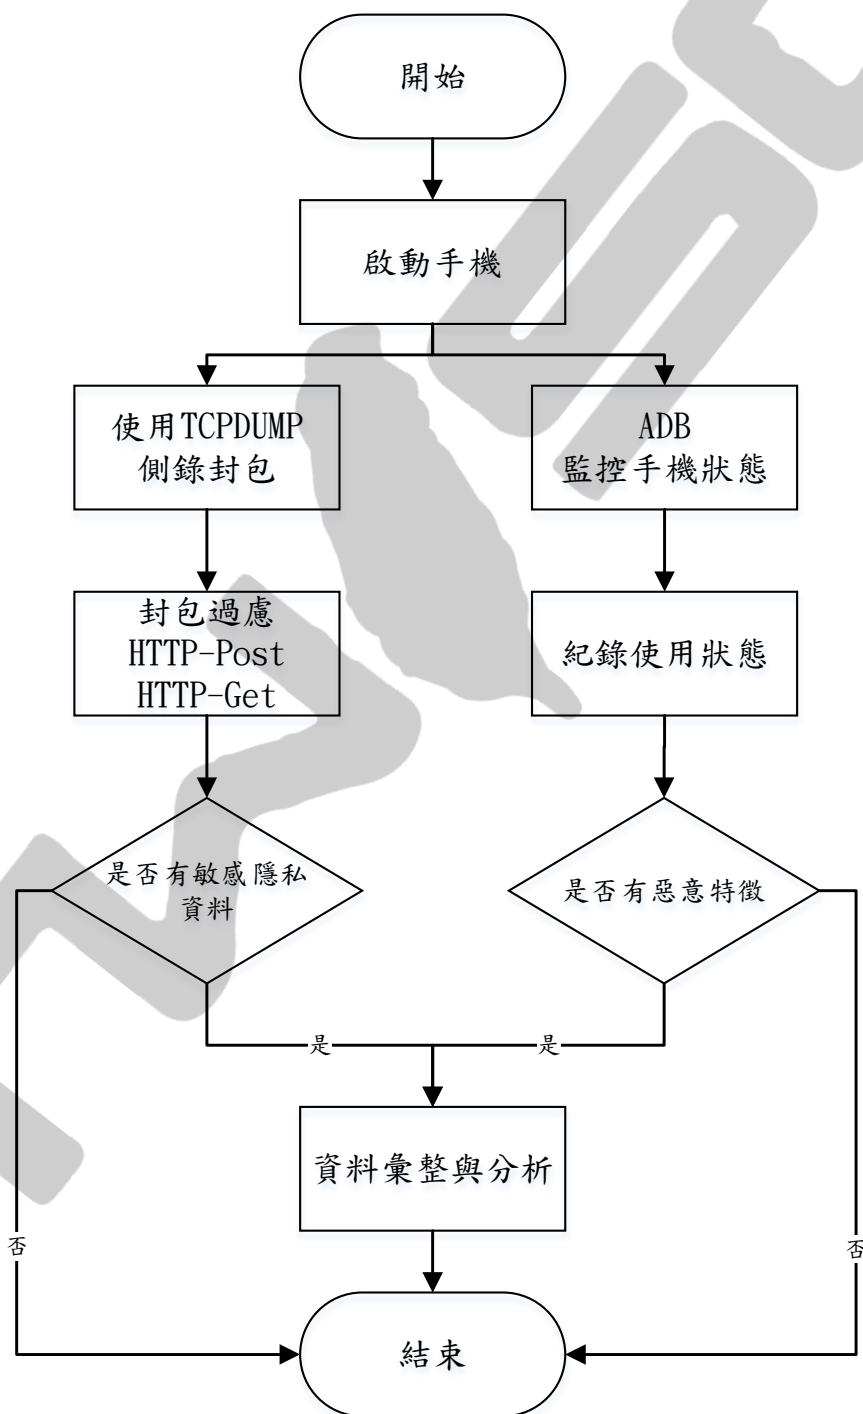 開始
啟動手機
使用TCPDUMP
側錄封包
ADB
監控手機狀態
封包過慮
HTTP-Post
HTTP-Get
紀錄使用狀態
是否有敏感隱私
資料
是否有惡意特徵
是
是
資料彙整與分析
否
否
結束